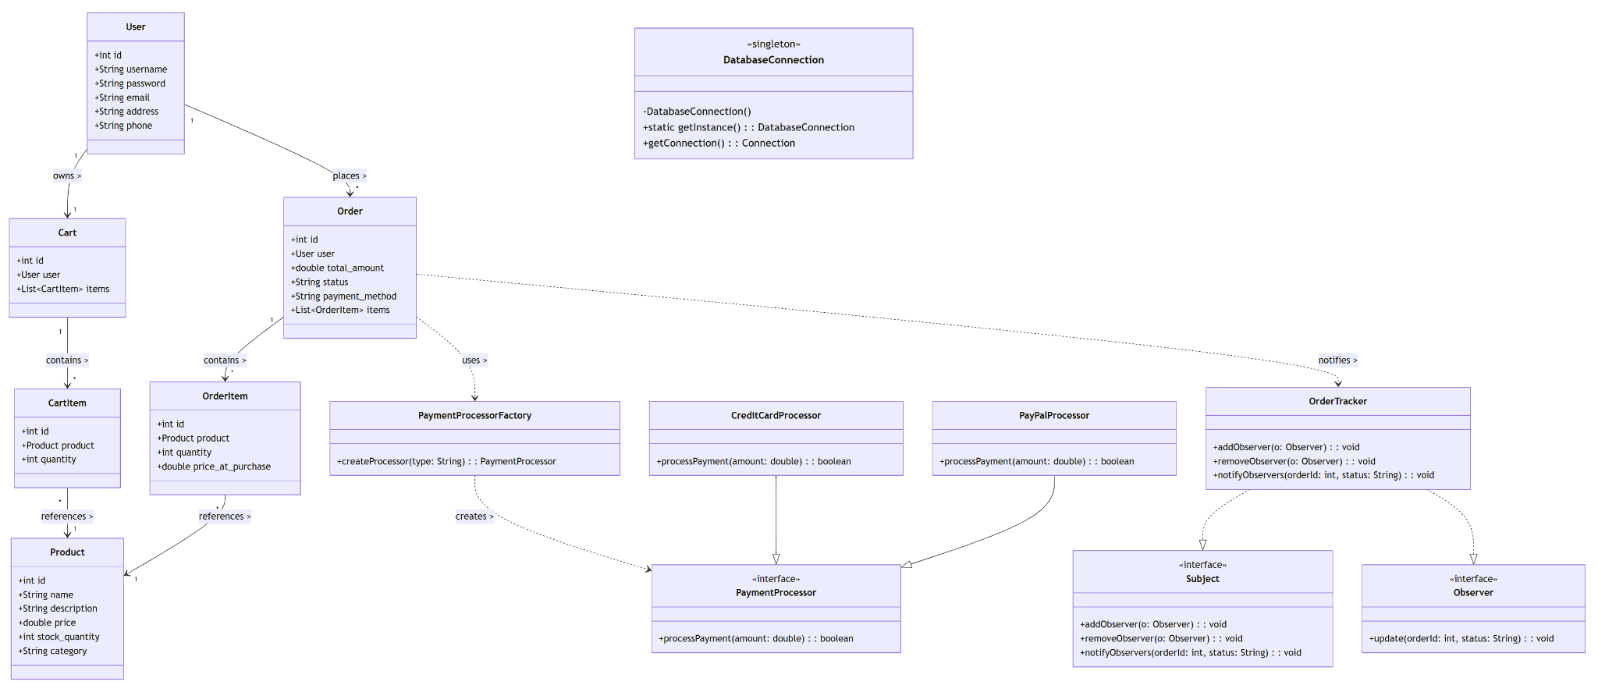 User
+int id
+String username
+String password
+String email
+String address
+String phone
«singleton»
DatabaseConnection
-DatabaseConnection()
+static getInstance() : : DatabaseConnection
+getConnection() : : Connection
1
1
owns >
places >
1
*
Cart
+int id
+User user
+List<CartItem> items
Order
+int id
+User user
+double total_amount
+String status
+String payment_method
+List<OrderItem> items
1
1
contains >
contains >
uses >
notifies >
*
*
CartItem
+int id
+Product product
+int quantity
OrderItem
+int id
+Product product
+int quantity
+double price_at_purchase
PaymentProcessorFactory
+createProcessor(type: String) : : PaymentProcessor
CreditCardProcessor
+processPayment(amount: double) : : boolean
PayPalProcessor
+processPayment(amount: double) : : boolean
OrderTracker
+addObserver(o: Observer) : : void
+removeObserver(o: Observer) : : void
+notifyObservers(orderId: int, status: String) : : void
*
*
references >
references >
creates >
1
1
Product
+int id
+String name
+String description
+double price
+int stock_quantity
+String category
«interface»
PaymentProcessor
+processPayment(amount: double) : : boolean
«interface»
Subject
+addObserver(o: Observer) : : void
+removeObserver(o: Observer) : : void
+notifyObservers(orderId: int, status: String) : : void
«interface»
Observer
+update(orderId: int, status: String) : : void